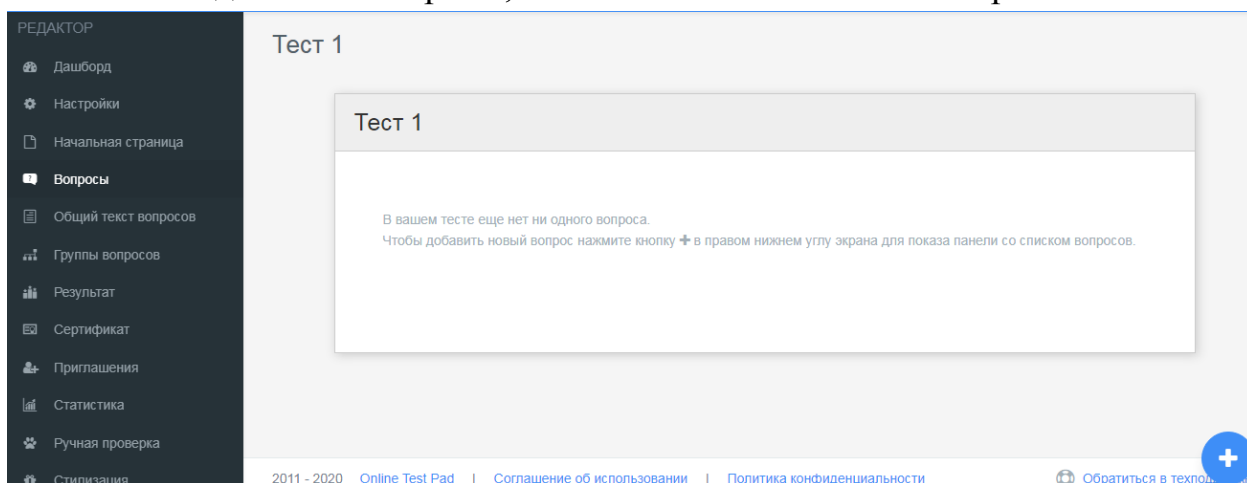 РЕДАКТОР
Дашборд
Настройки
Начальная страница
Вопросы
Общий текст вопросов
Группы вопросов
Результат
Сертификат
Приглашения
Статистика
Ручная проверка
Стилизация
Тест 1
Тест 1
В вашем тесте еще нет ни одного вопроса.
Чтобы добавить новый вопрос нажмите кнопку + в правом нижнем углу экрана для показа панели со списком вопросов.
2011 - 2020 Online Test Pad | Соглашение об использовании | Политика конфиденциальности
Обратиться в